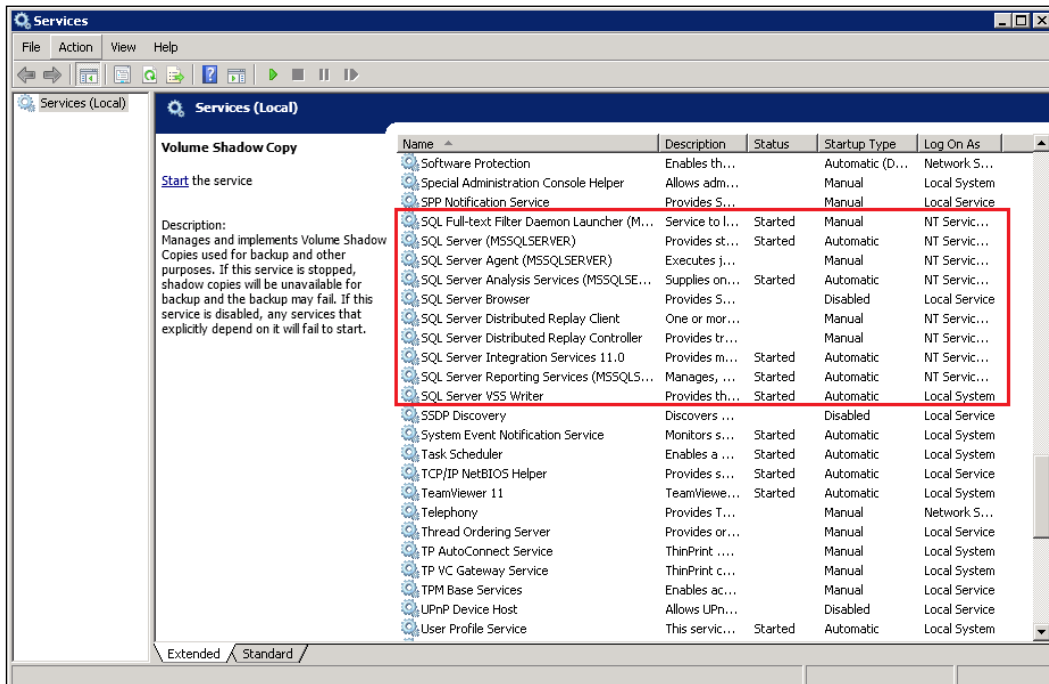 Services
File Action View Help
Services (Local)
Services (Local)
Volume Shadow Copy
Start the service
Description:
Manages and implements Volume Shadow
Copies used for backup and other
purposes. If this service is stopped,
shadow copies will be unavailable for
backup and the backup may fail. If this
service is disabled, any services that
explicitly depend on it will fail to start.
Name Description Status Startup Type Log On As
Software Protection Enables th... Automatic (D... Network S...
Special Administration Console Helper Allows adm... Manual Local System
SPP Notification Service Provides S... Manual Local Service
SQL Full-text Filter Daemon Launcher (M... Service to l... Started Manual NT Servic...
SQL Server (MSSQLSERVER) Provides st... Started Automatic NT Servic...
SQL Server Agent (MSSQLSERVER) Executes j... Manual NT Servic...
SQL Server Analysis Services (MSSQLSE... Supplies on... Started Automatic NT Servic...
SQL Server Browser Provides S... Disabled Local Service
SQL Server Distributed Replay Client One or mor... Manual NT Servic...
SQL Server Distributed Replay Controller Provides tr... Manual NT Servic...
SQL Server Integration Services 11.0 Provides m... Started Automatic NT Servic...
SQL Server Reporting Services (MSSQLS... Manages, ... Started Automatic NT Servic...
SQL Server VSS Writer Provides th... Started Automatic Local System
SSDP Discovery Discovers ... Disabled Local Service
System Event Notification Service Monitors s... Started Automatic Local System
Task Scheduler Enables a ... Started Automatic Local System
TCP/IP NetBIOS Helper Provides s... Started Automatic Local Service
TeamViewer 11 TeamViewe... Started Automatic Local System
Telephony Provides T... Manual Network S...
Thread Ordering Server Provides or... Manual Local Service
TP AutoConnect Service ThinPrint .... Manual Local System
TP VC Gateway Service ThinPrint c... Manual Local System
TPM Base Services Enables ac... Manual Local Service
UPnP Device Host Allows UPn... Disabled Local Service
User Profile Service This servic... Started Automatic Local System
Extended Standard